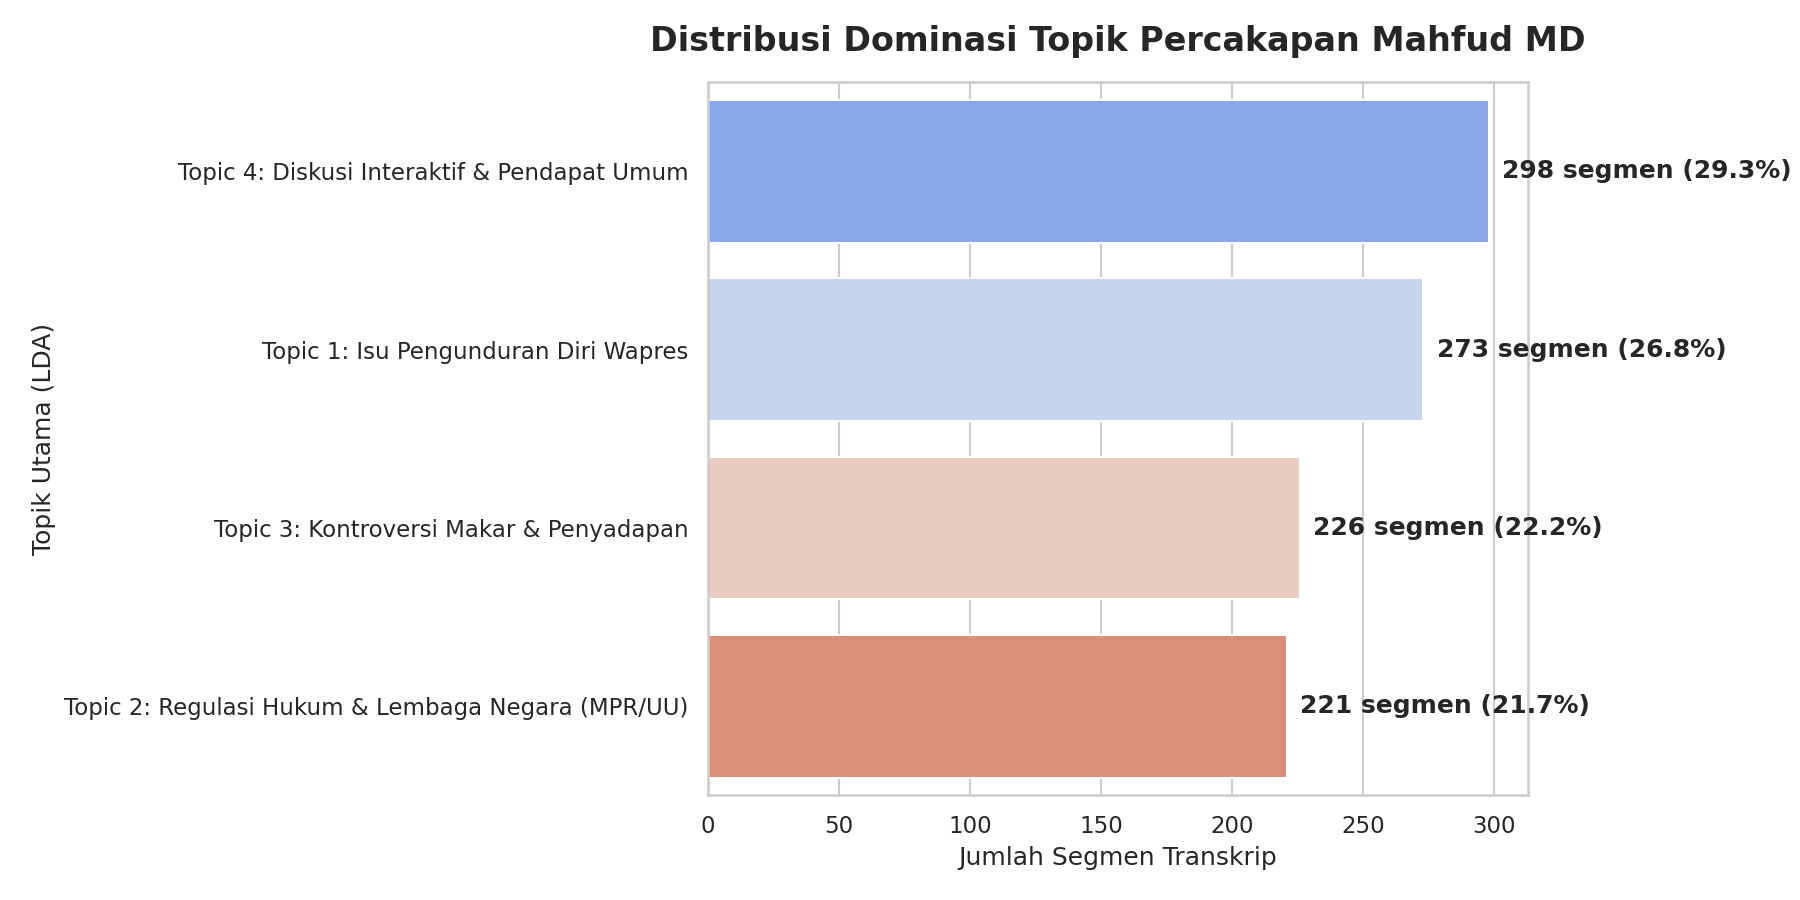 Distribusi Dominasi Topik Percakapan Mahfud MD
Topik Utama (LDA)
Topic 4: Diskusi Interaktif & Pendapat Umum
298 segmen (29.3%)
Topic 1: Isu Pengunduran Diri Wapres
273 segmen (26.8%)
Topic 3: Kontroversi Makar & Penyadapan
226 segmen (22.2%)
Topic 2: Regulasi Hukum & Lembaga Negara (MPR/UU)
221 segmen (21.7%)
0 50 100 150 200 250 300
Jumlah Segmen Transkrip